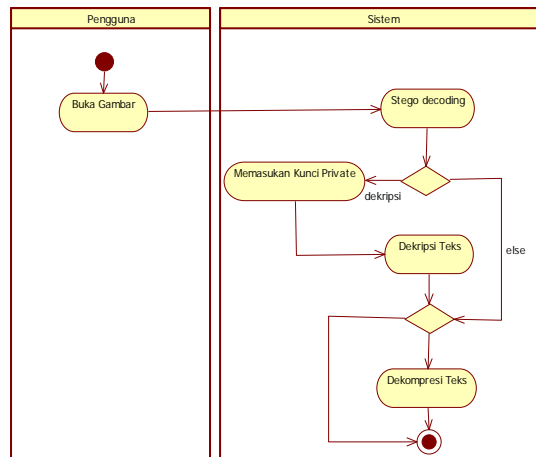 Pengguna
Sistem
Buka Gambar
Stego decoding
Memasukan Kunci Private
dekripsi
else
Dekripsi Teks
Dekompresi Teks